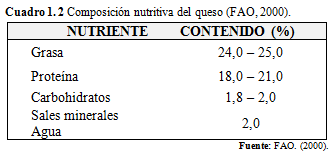 Cuadro 1. 2 Composición nutritiva del queso (FAO, 2000).
NUTRIENTE CONTENIDO (%)
Grasa 24,0 – 25,0
Proteína 18,0 – 21,0
Carbohidratos 1,8 – 2,0
Sales minerales 2,0
Agua
Fuente: FAO. (2000).